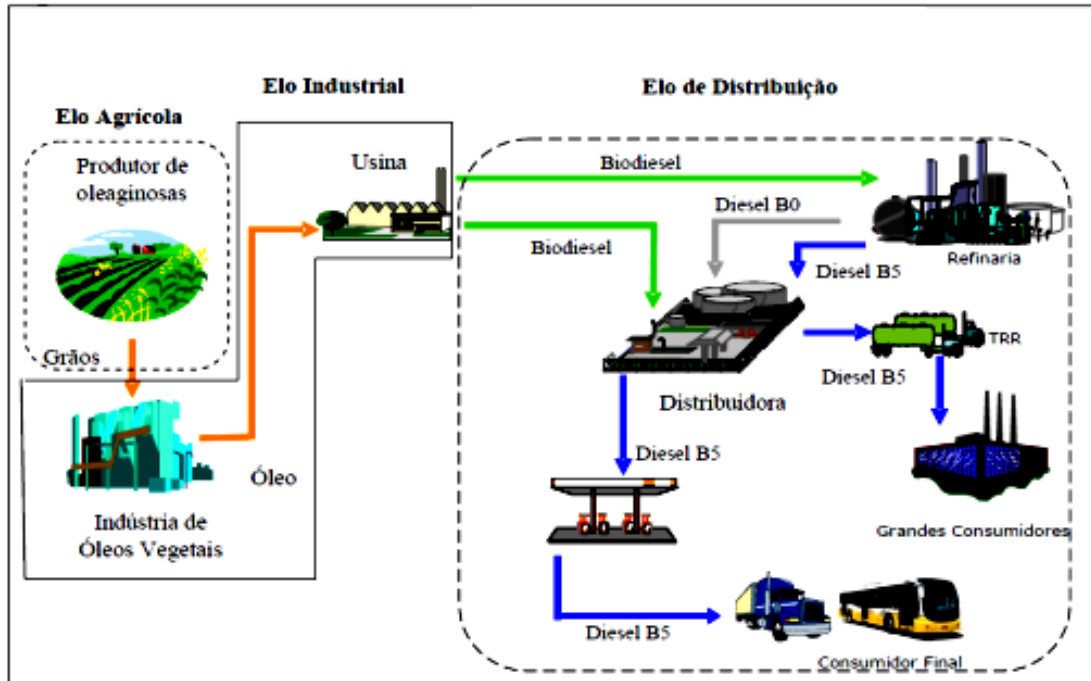 Elo Agrícola
Elo Industrial
Elo de Distribuição
Produtor de
oleaginosas
Grãos
Indústria de
Óleos Vegetais
Óleo
Usina
Biodiesel
Biodiesel
Diesel B0
Diesel B5
Refinaria
TRR
Diesel B5
Distribuidora
Diesel B5
Grandes Consumidores
Diesel B5
Consumidor Final